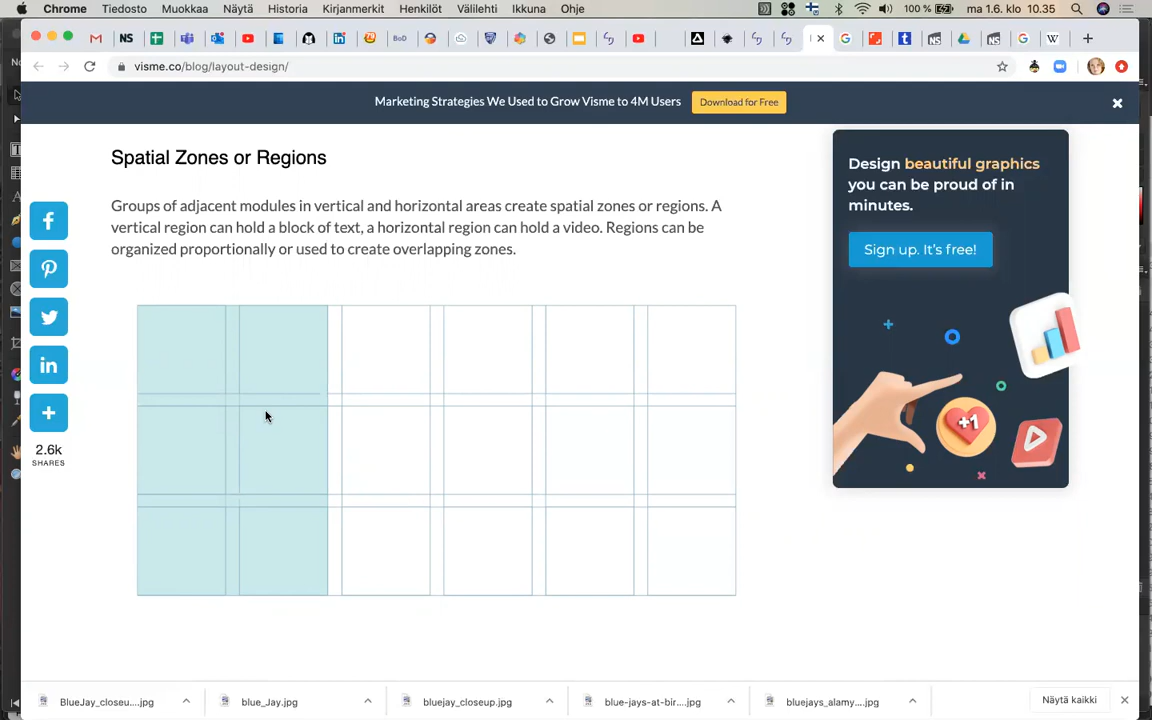 Chrome Tiedosto Muokkaa Näytä Historia Kirjanmerkit Henkilöt Välilehti Ikkuna Ohje 100 % ma 1.6. klo 10.35
NS BoD NS NS W
visme.co/blog/layout-design/
Marketing Strategies We Used to Grow Visme to 4M Users Download for Free
Spatial Zones or Regions
Groups of adjacent modules in vertical and horizontal areas create spatial zones or regions. A
vertical region can hold a block of text, a horizontal region can hold a video. Regions can be
organized proportionally or used to create overlapping zones.
2.6k
SHARES
Design beautiful graphics
you can be proud of in
minutes.
Sign up. It's free!
+1
BlueJay_closeu....jpg blue_Jay.jpg bluejay_closeup.jpg blue-jays-at-bir....jpg bluejays_alamy....jpg Näytä kaikki